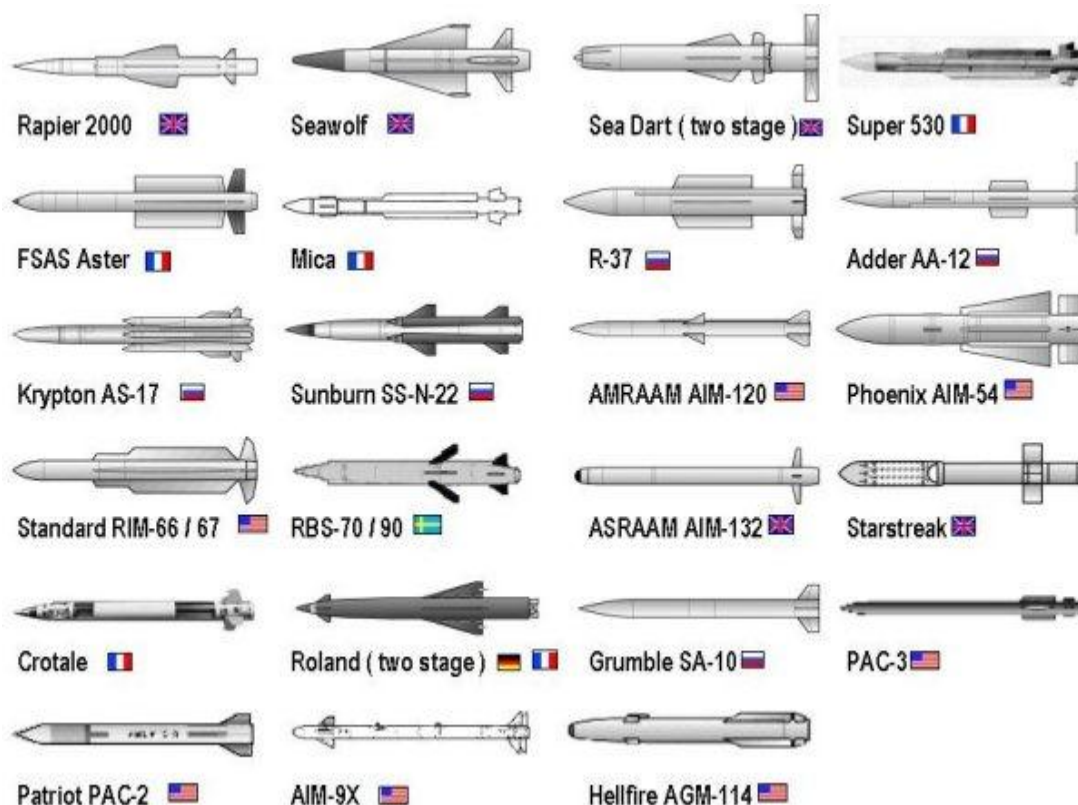 Rapier 2000
Seawolf
Sea Dart ( two stage )
Super 530
FSAS Aster
Mica
R-37
Adder AA-12
Krypton AS-17
Sunburn SS-N-22
AMRAAM AIM-120
Phoenix AIM-54
Standard RIM-66 / 67
RBS-70 / 90
ASRAAM AIM-132
Starstreak
Crotale
Roland ( two stage )
Grumble SA-10
PAC-3
Patriot PAC-2
AIM-9X
Hellfire AGM-114